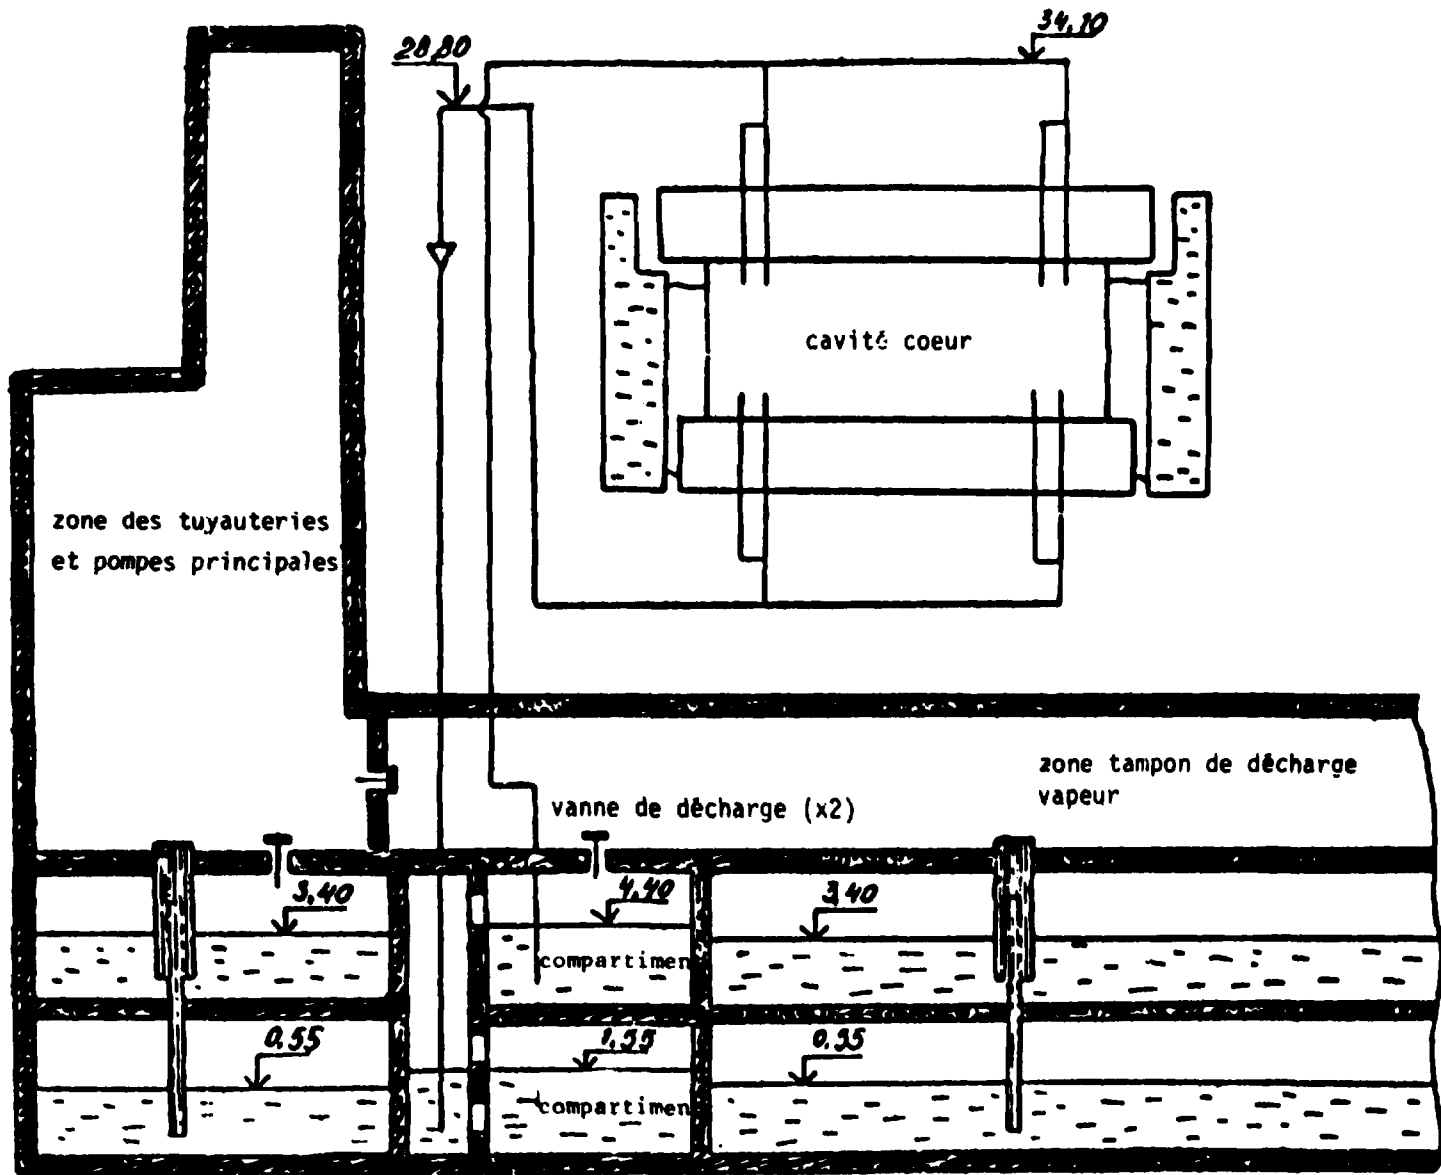 28,80
34,10
cavité coeur
zone des tuyauteries
et pompes principales
zone tampon de décharge
vapeur
vanne de décharge (x2)
3,40
4,40
3,40
compartimen
0,55
1,55
0,55
compartimen